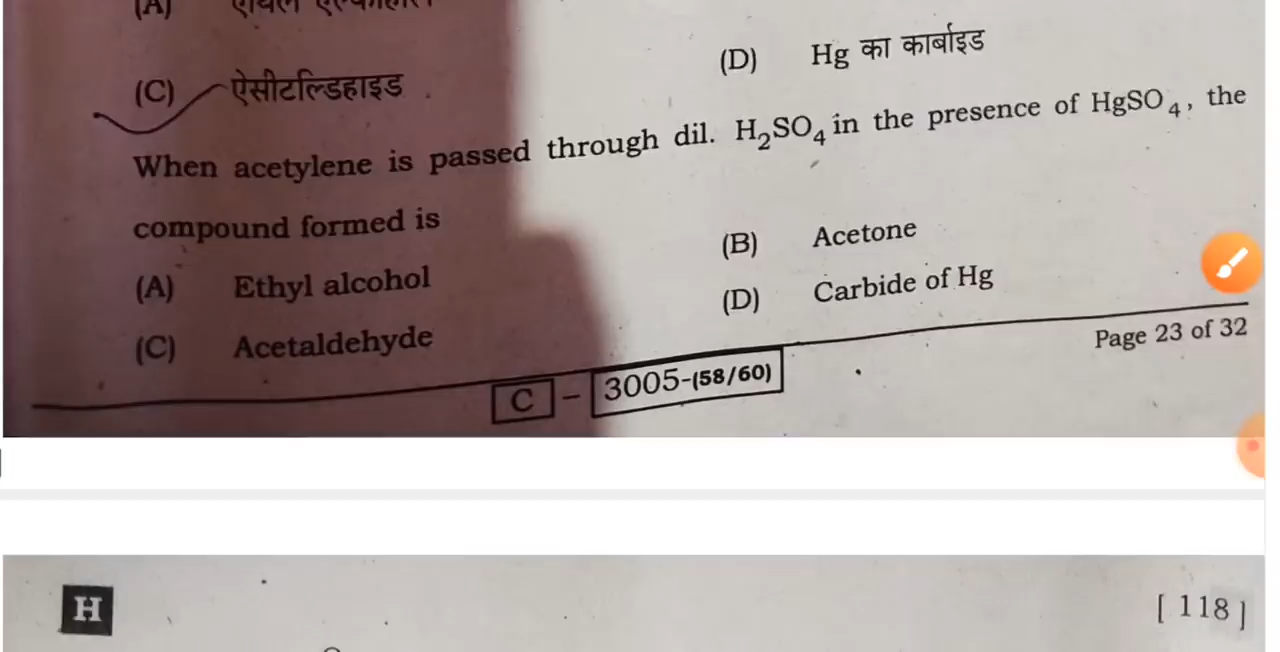 (A)
(D) Hg का कार्बाइड
(C) ऐसीटल्डिहाइड
When acetylene is passed through dil. H₂SO₄ in the presence of HgSO₄, the
compound formed is
(A) Ethyl alcohol
(B) Acetone
(C) Acetaldehyde
(D) Carbide of Hg
Page 23 of 32
C – 3005-(58/60)
H
[ 118 ]